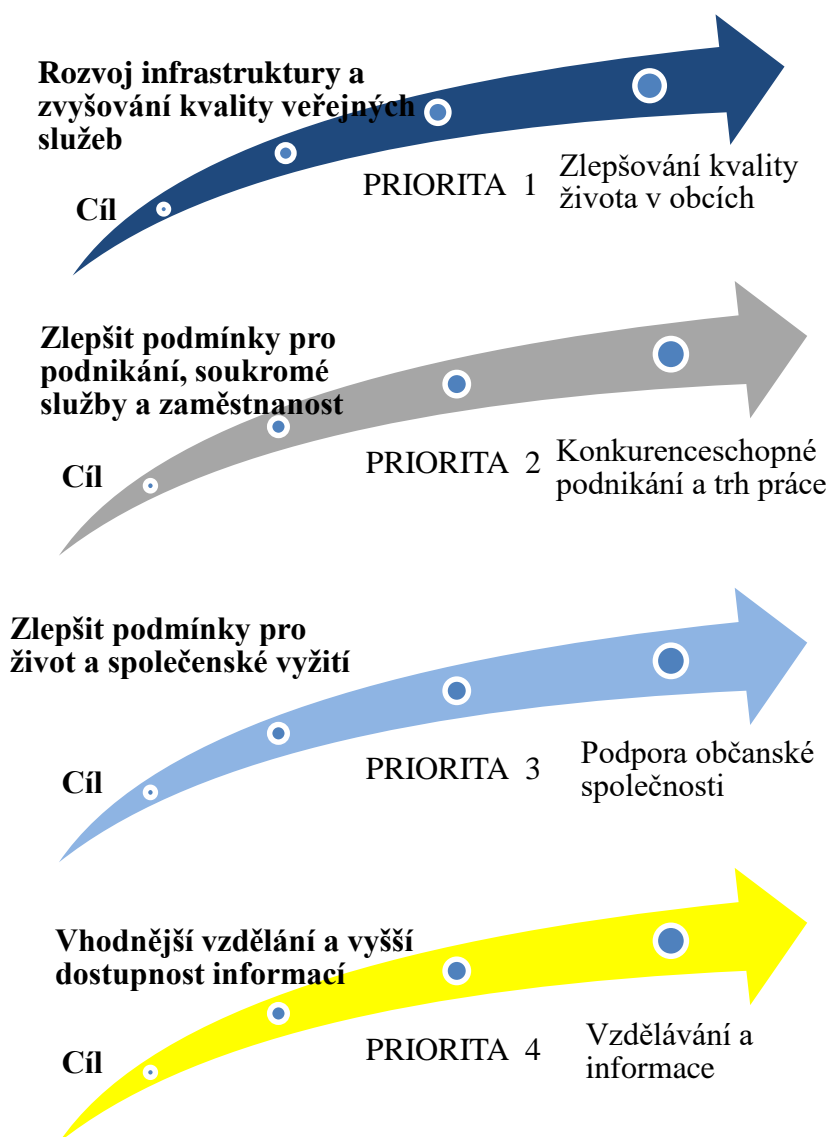 Rozvoj infrastruktury a
zvyšování kvality veřejných
služeb
Cíl
PRIORITA 1
Zlepšování kvality
života v obcích
Zlepšit podmínky pro
podnikání, soukromé
služby a zaměstnanost
Cíl
PRIORITA 2
Konkurenceschopné
podnikání a trh práce
Zlepšit podmínky pro
život a společenské vyžití
Cíl
PRIORITA 3
Podpora občanské
společnosti
Vhodnější vzdělání a vyšší
dostupnost informací
Cíl
PRIORITA 4
Vzdělávání a
informace